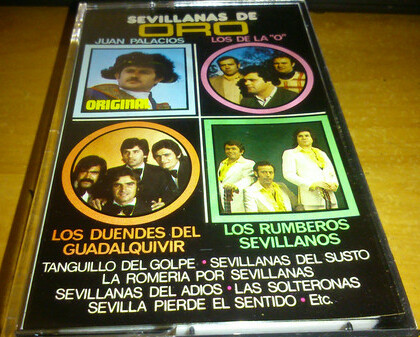 SEVILLANAS DE
ORO
JUAN PALACIOS
LOS DE LA "O"
ORIGINAL
LOS DUENDES DEL
GUADALQUIVIR
LOS RUMBEROS
SEVILLANOS
TANGUILLO DEL GOLPE • SEVILLANAS DEL SUSTO
LA ROMERIA POR SEVILLANAS
SEVILLANAS DEL ADIOS • LAS SOLTERONAS
SEVILLA PIERDE EL SENTIDO • Etc.